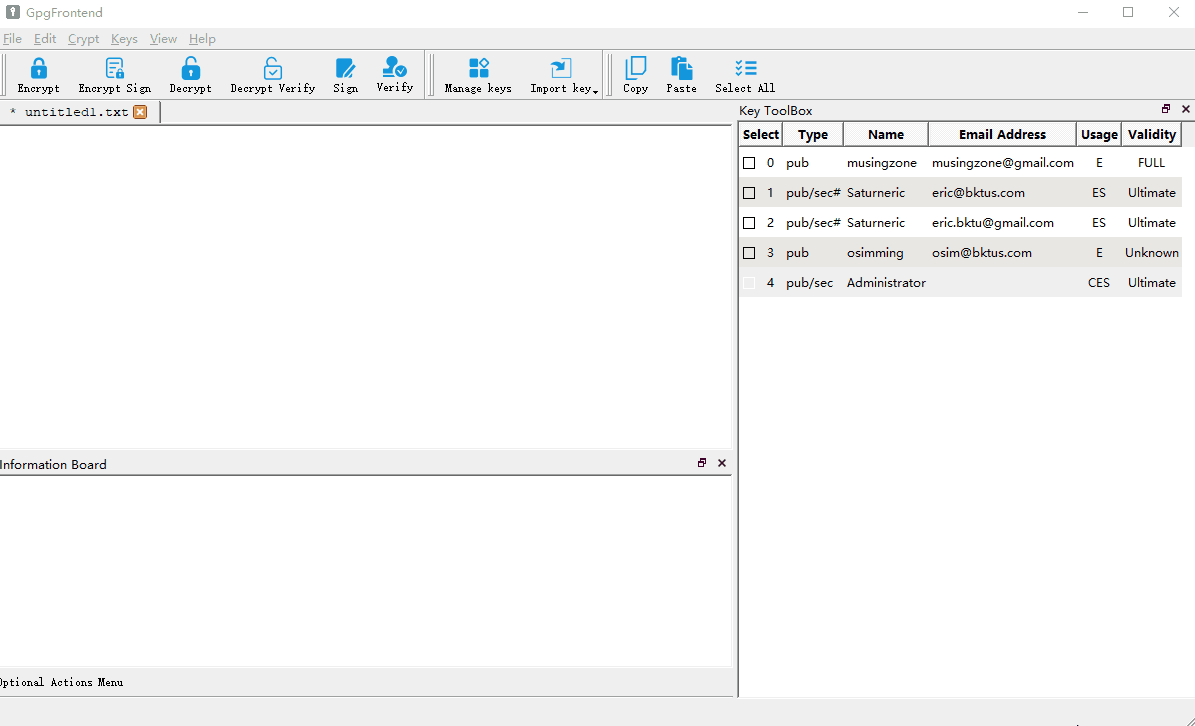 GpgFrontend
File Edit Crypt Keys View Help
Encrypt Encrypt Sign Decrypt Decrypt Verify Sign Verify Manage keys Import key Copy Paste Select All
* untitled1.txt
Key ToolBox
Select Type Name Email Address Usage Validity
0 pub musingzone musingzone@gmail.com E FULL
1 pub/sec# Saturneric eric@bktus.com ES Ultimate
2 pub/sec# Saturneric eric.bktu@gmail.com ES Ultimate
3 pub osimming osim@bktus.com E Unknown
4 pub/sec Administrator CES Ultimate
Information Board
Optional Actions Menu